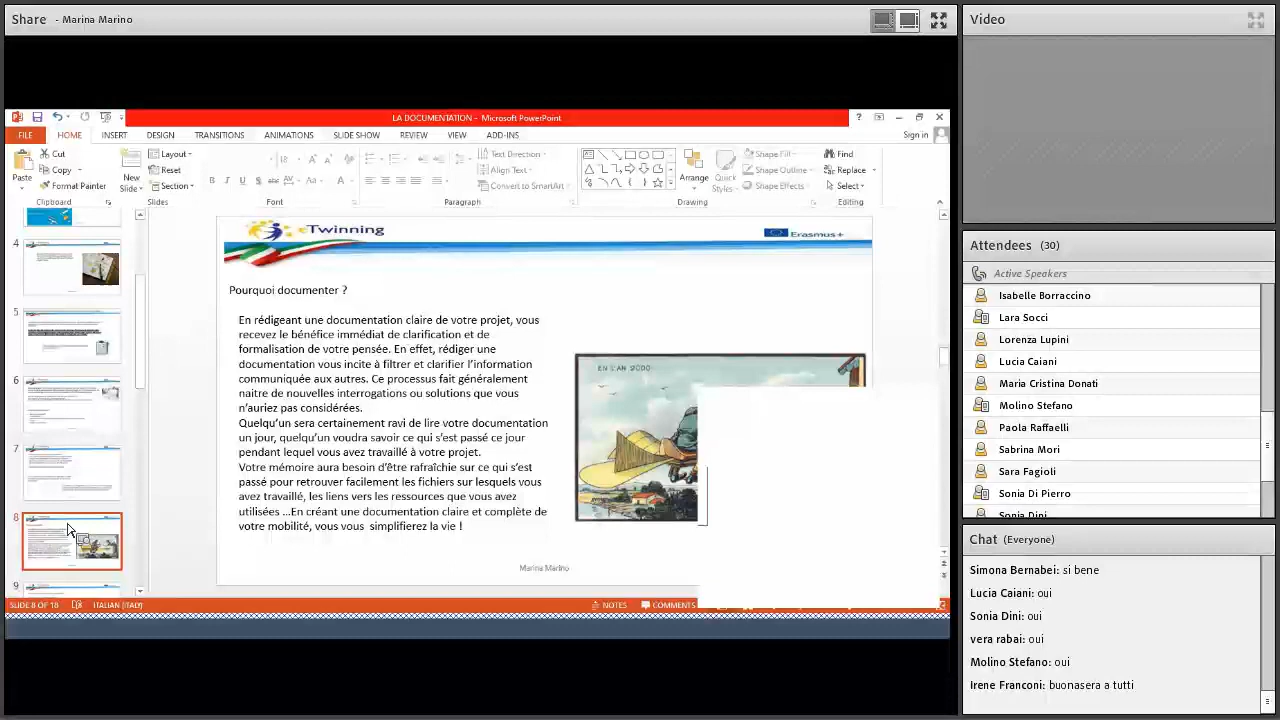 Share - Marina Marino
LA DOCUMENTATION - Microsoft PowerPoint
FILE HOME INSERT DESIGN TRANSITIONS ANIMATIONS SLIDE SHOW REVIEW VIEW ADD-INS
Sign in
Paste
Cut
Copy
Format Painter
Clipboard
New
Slide
Layout
Reset
Section
Slides
18
Font
Text Direction
Align Text
Convert to SmartArt
Paragraph
Arrange
Quick
Styles
Shape Fill
Shape Outline
Shape Effects
Drawing
Find
Replace
Select
Editing
4
5
6
7
8
9
eTwinning
Erasmus+
Pourquoi documenter ?
En rédigeant une documentation claire de votre projet, vous
recevez le bénéfice immédiat de clarification et de
formalisation de votre pensée. En effet, rédiger une
documentation vous incite à filtrer et clarifier l'information
communiquée aux autres. Ce processus fait généralement
naitre de nouvelles interrogations ou solutions que vous
n'auriez pas considérées.
Quelqu'un sera certainement ravi de lire votre documentation
un jour, quelqu'un voudra savoir ce qui s'est passé ce jour
pendant lequel vous avez travaillé à votre projet.
Votre mémoire aura besoin d'être rafraîchie sur ce qui s'est
passé pour retrouver facilement les fichiers sur lesquels vous
avez travaillé, les liens vers les ressources que vous avez
utilisées ...En créant une documentation claire et complète de
votre mobilité, vous vous simplifierez la vie !
EN L'AN 2000
Marina Marino
SLIDE 8 OF 18 ITALIAN (ITALY)
NOTES COMMENTS
Video
Attendees (30)
Active Speakers
Isabelle Borraccino
Lara Socci
Lorenza Lupini
Lucia Caiani
Maria Cristina Donati
Molino Stefano
Paola Raffaelli
Sabrina Mori
Sara Fagioli
Sonia Di Pierro
Sonia Dini
Chat (Everyone)
Simona Bernabei: si bene
Lucia Caiani: oui
Sonia Dini: oui
vera rabai: oui
Molino Stefano: oui
Irene Franconi: buonasera a tutti